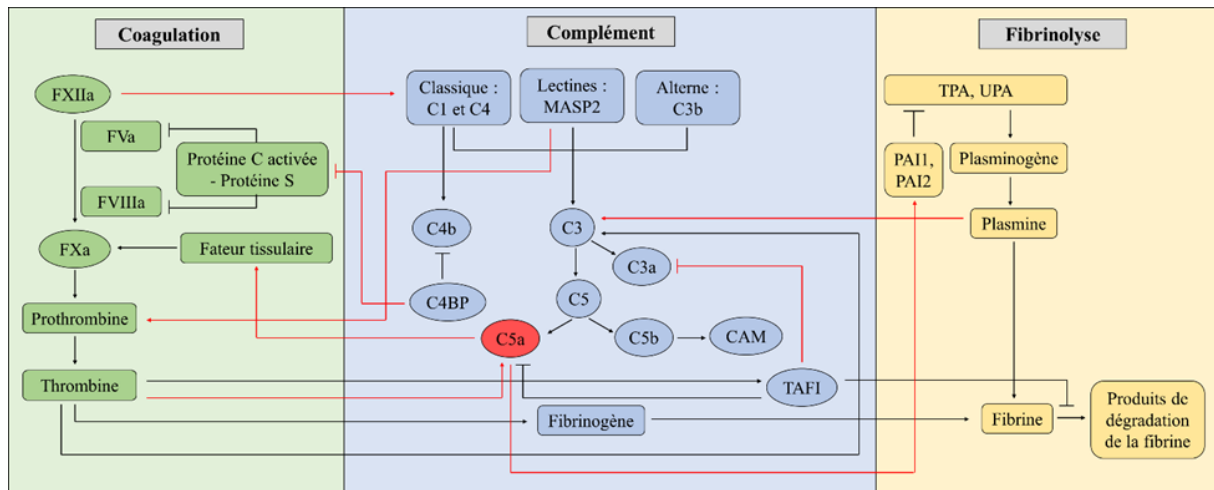 Coagulation
FXIIa
FVa
Protéine C activée
- Protéine S
FVIIIa
FXa
Fateur tissulaire
Prothrombine
Thrombine
Complément
Classique :
C1 et C4
Lectines :
MASP2
Alterne :
C3b
C4b
C3
C3a
C4BP
C5
C5a
C5b
CAM
TAFI
Fibrinogène
Fibrinolyse
TPA, UPA
PAI1,
PAI2
Plasminogène
Plasmine
Fibrine
Produits de
dégradation
de la fibrine